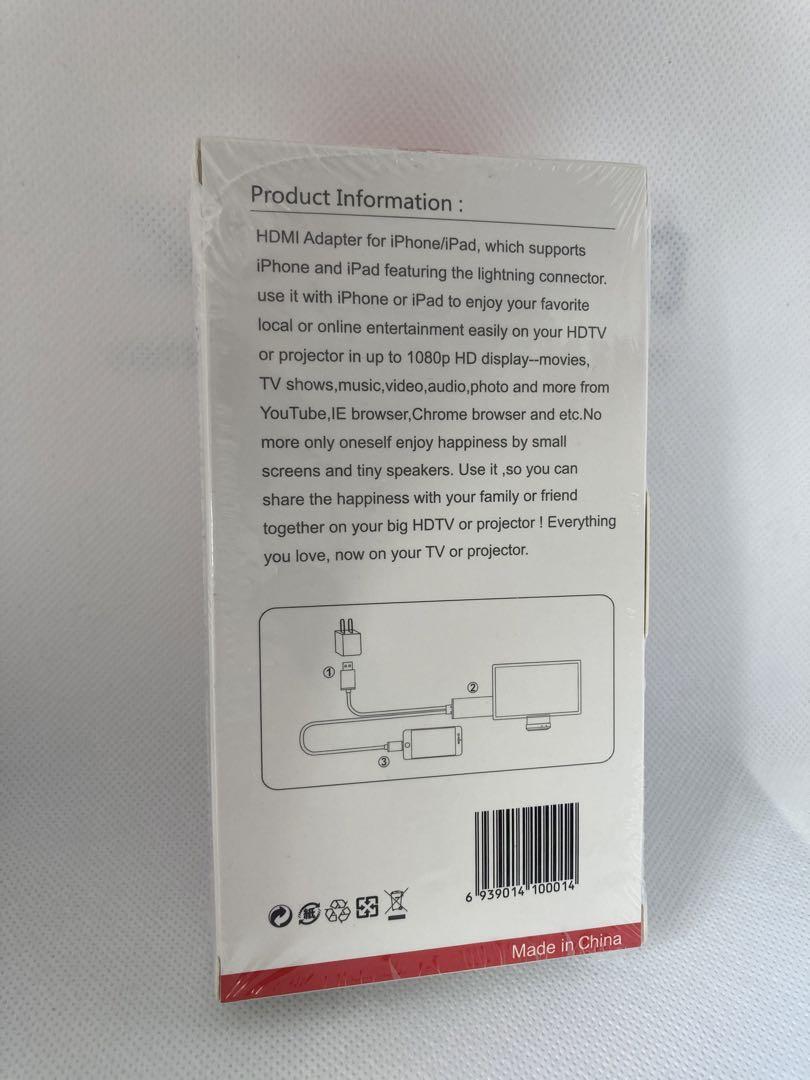 Product Information :
HDMI Adapter for iPhone/iPad, which supports
iPhone and iPad featuring the lightning connector.
use it with iPhone or iPad to enjoy your favorite
local or online entertainment easily on your HDTV
or projector in up to 1080p HD display--movies,
TV shows,music,video,audio,photo and more from
YouTube,IE browser,Chrome browser and etc.No
more only oneself enjoy happiness by small
screens and tiny speakers. Use it ,so you can
share the happiness with your family or friend
together on your big HDTV or projector ! Everything
you love, now on your TV or projector.
①
②
③
6 939014 100014
紙
Made in China